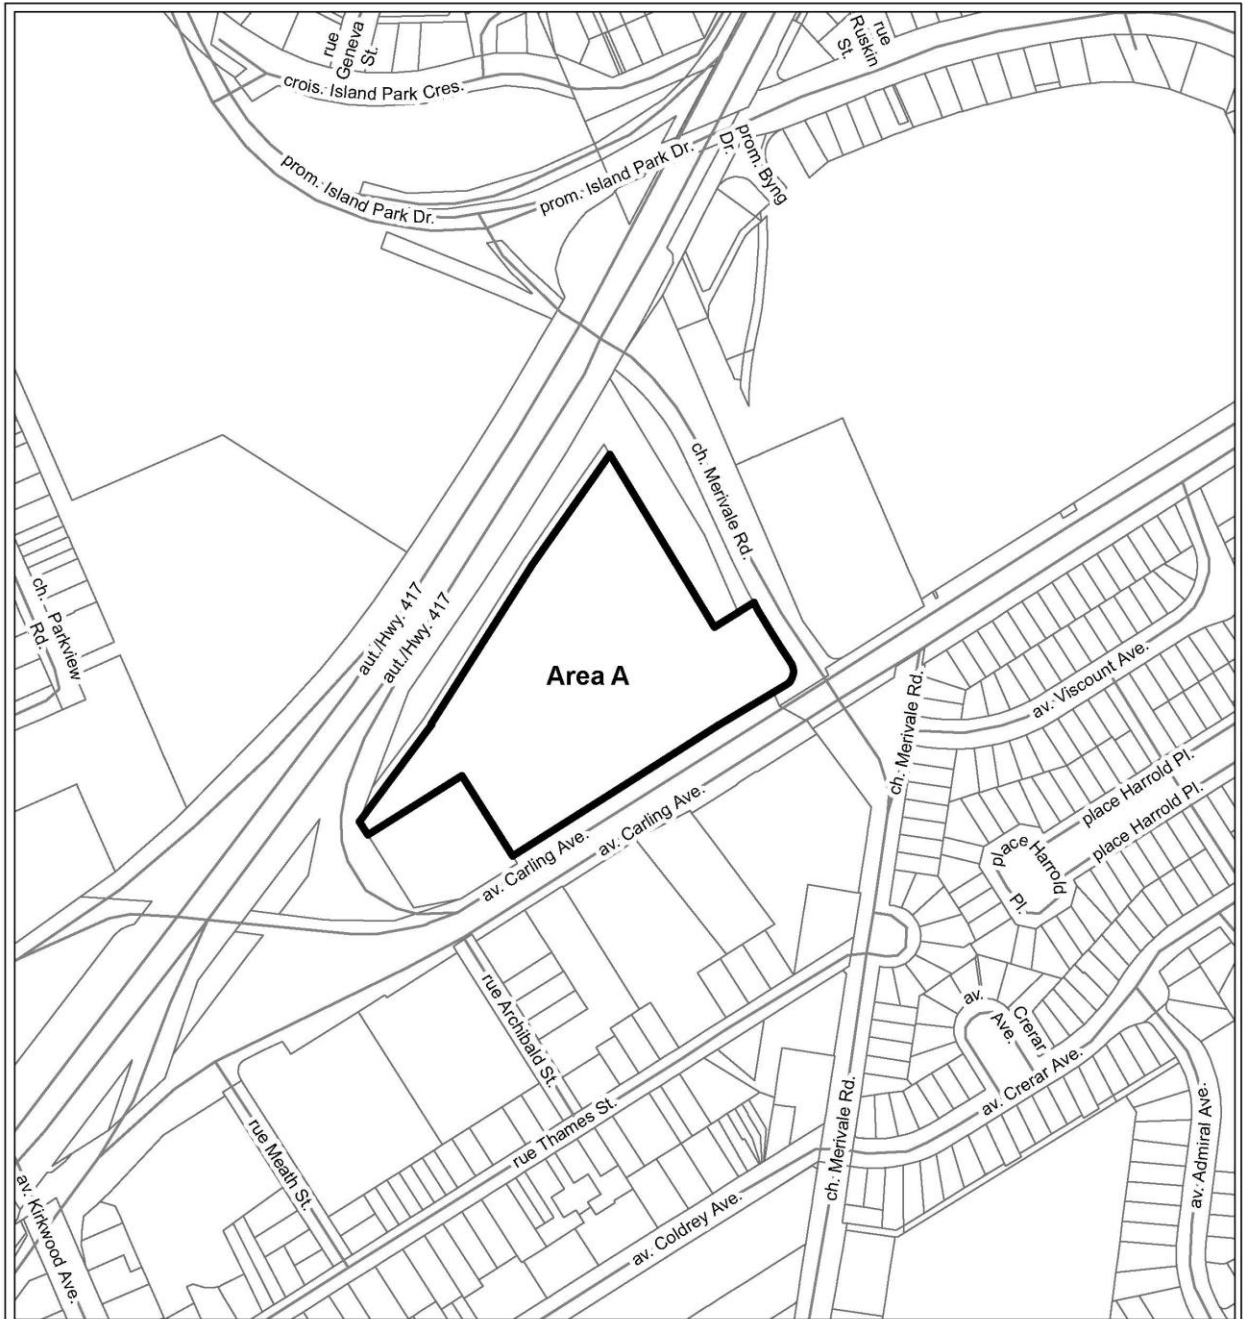 rue
Geneva
St.
rue
Ruskin
St.
crois. Island Park Cres.
prom. Island Park Dr.
prom. Island Park Dr.
prom. Byng
Dr.
ch. Merivale Rd.
ch. Parkview
Rd.
aut./Hwy. 417
aut./Hwy. 417
Area A
av. Viscount Ave.
ch. Merivale Rd.
place Harrold Pl.
place Harrold Pl.
place Harrold
Pl.
av. Carling Ave.
av. Carling Ave.
rue Archibald St.
av. Crerar
Ave.
av. Crerar Ave.
rue Thames St.
rue Meath St.
ch. Merivale Rd.
av. Admiral Ave.
av. Coldrey Ave.
av. Kirkwood Ave.